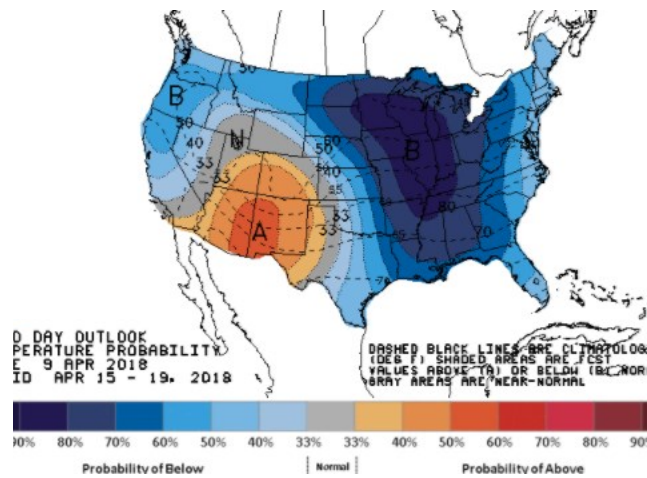 50
B
50
40
N
33
33
60
50
40
33
33
B
A
80
70
70
D DAY OUTLOOK
PERATURE PROBABILITY
E 9 APR 2018
ID APR 15 - 19, 2018
DASHED BLACK LINES ARE CLIMATOLOG
(DEG F) SHADED AREAS ARE FCST
VALUES ABOVE (A) OR BELOW (B) NOR
GRAY AREAS ARE NEAR-NORMAL
90% 80% 70% 60% 50% 40% 33% 33% 40% 50% 60% 70% 80% 90%
Probability of Below Normal Probability of Above